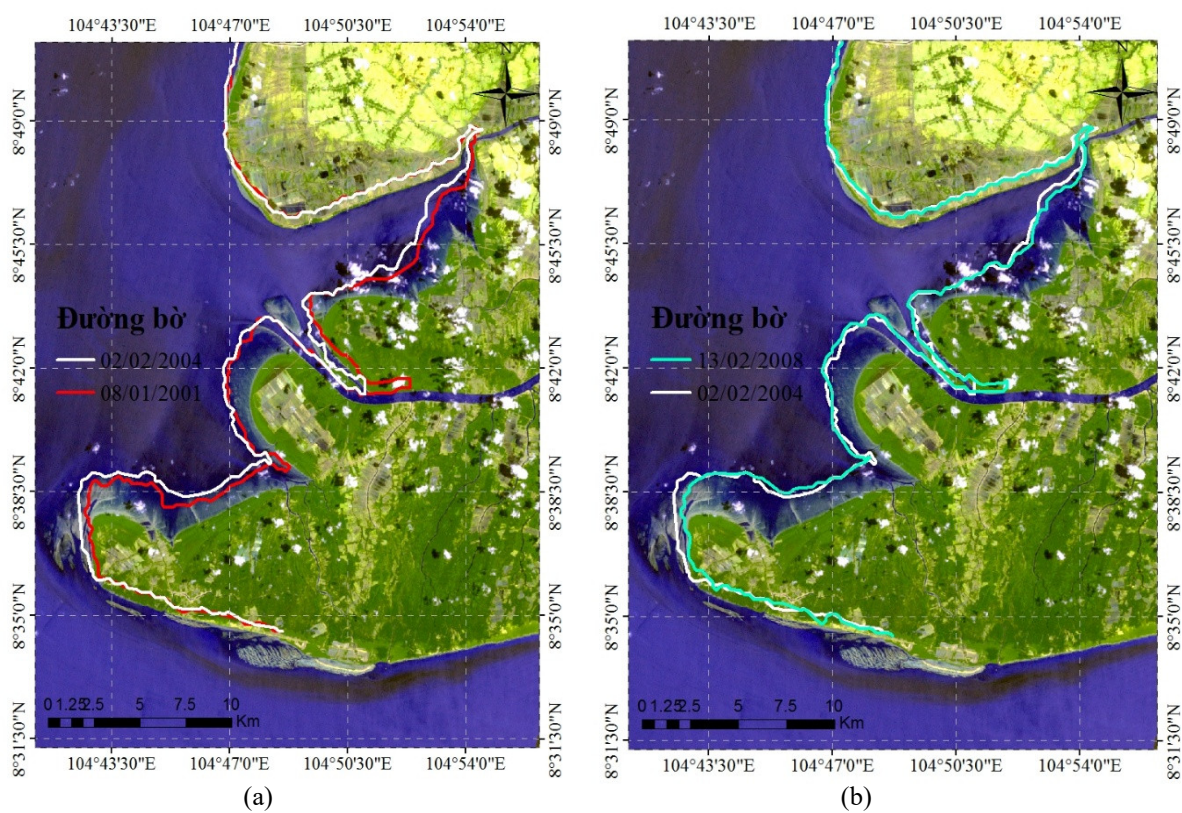 104°43'30"E 104°47'0"E 104°50'30"E 104°54'0"E
104°43'30"E 104°47'0"E 104°50'30"E 104°54'0"E
8°49'0"N 8°49'0"N 8°49'0"N 8°49'0"N
8°45'30"N 8°45'30"N 8°45'30"N 8°45'30"N
Đường bờ
02/02/2004
08/01/2001
Đường bờ
13/02/2008
02/02/2004
8°42'0"N 8°42'0"N 8°42'0"N 8°42'0"N
8°38'30"N 8°38'30"N 8°38'30"N 8°38'30"N
8°35'0"N 8°35'0"N 8°35'0"N 8°35'0"N
0 1.25 2.5 5 7.5 10
Km
0 1.25 2.5 5 7.5 10
Km
8°31'30"N 8°31'30"N 8°31'30"N 8°31'30"N
104°43'30"E 104°47'0"E 104°50'30"E 104°54'0"E
104°43'30"E 104°47'0"E 104°50'30"E 104°54'0"E
(a)
(b)